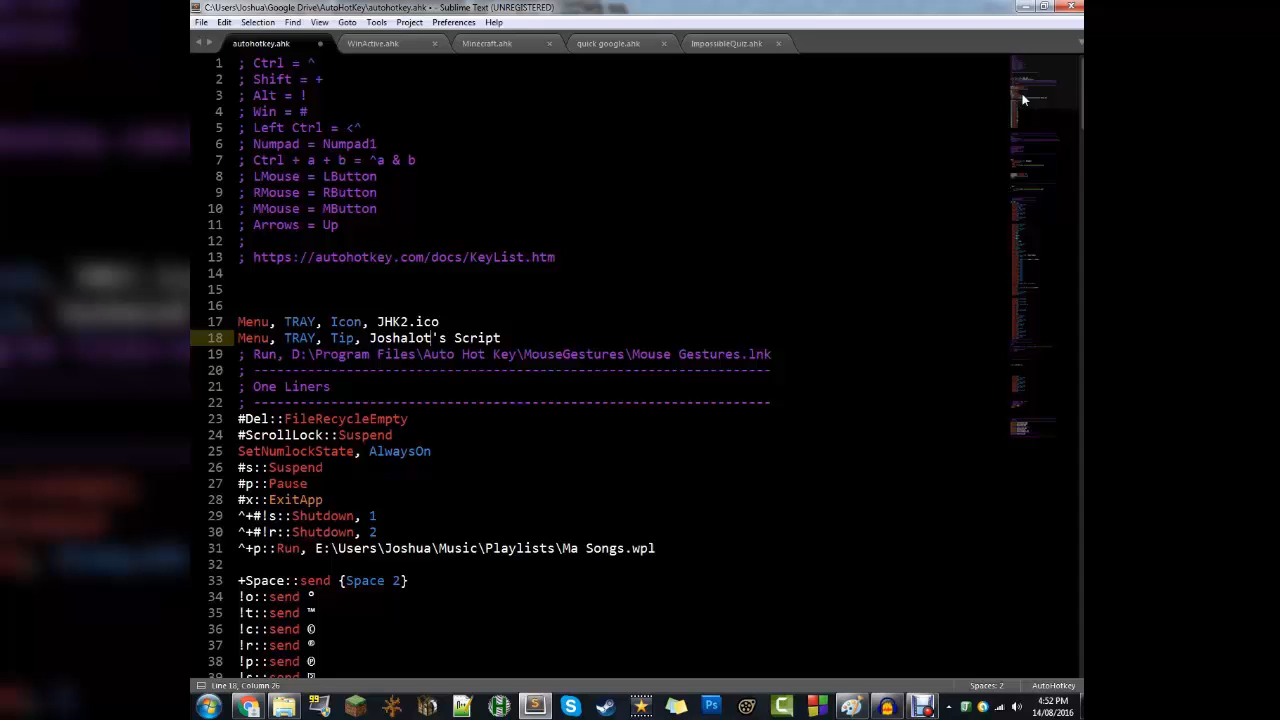 C:\Users\Joshua\Google Drive\AutoHotKey\autohotkey.ahk • - Sublime Text (UNREGISTERED)
File Edit Selection Find View Goto Tools Project Preferences Help
autohotkey.ahk WinActive.ahk Minecraft.ahk quick google.ahk ImpossibleQuiz.ahk
1 ; Ctrl = ^
2 ; Shift = +
3 ; Alt = !
4 ; Win = #
5 ; Left Ctrl = <^
6 ; Numpad = Numpad1
7 ; Ctrl + a + b = ^a & b
8 ; LMouse = LButton
9 ; RMouse = RButton
10 ; MMouse = MButton
11 ; Arrows = Up
12 ;
13 ; https://autohotkey.com/docs/KeyList.htm
14
15
16
17 Menu, TRAY, Icon, JHK2.ico
18 Menu, TRAY, Tip, Joshalot's Script
19 ; Run, D:\Program Files\Auto Hot Key\MouseGestures\Mouse Gestures.lnk
20 ; -------------------------------------------------------------------
21 ; One Liners
22 ; -------------------------------------------------------------------
23 #Del::FileRecycleEmpty
24 #ScrollLock::Suspend
25 SetNumlockState, AlwaysOn
26 #s::Suspend
27 #p::Pause
28 #x::ExitApp
29 ^+#!s::Shutdown, 1
30 ^+#!r::Shutdown, 2
31 ^+p::Run, E:\Users\Joshua\Music\Playlists\Ma Songs.wpl
32
33 +Space::send {Space 2}
34 !o::send °
35 !t::send ™
36 !c::send ©
37 !r::send ®
38 !p::send ℗
Line 18, Column 26 Spaces: 2 AutoHotkey
99 Ps
4:52 PM
14/08/2016